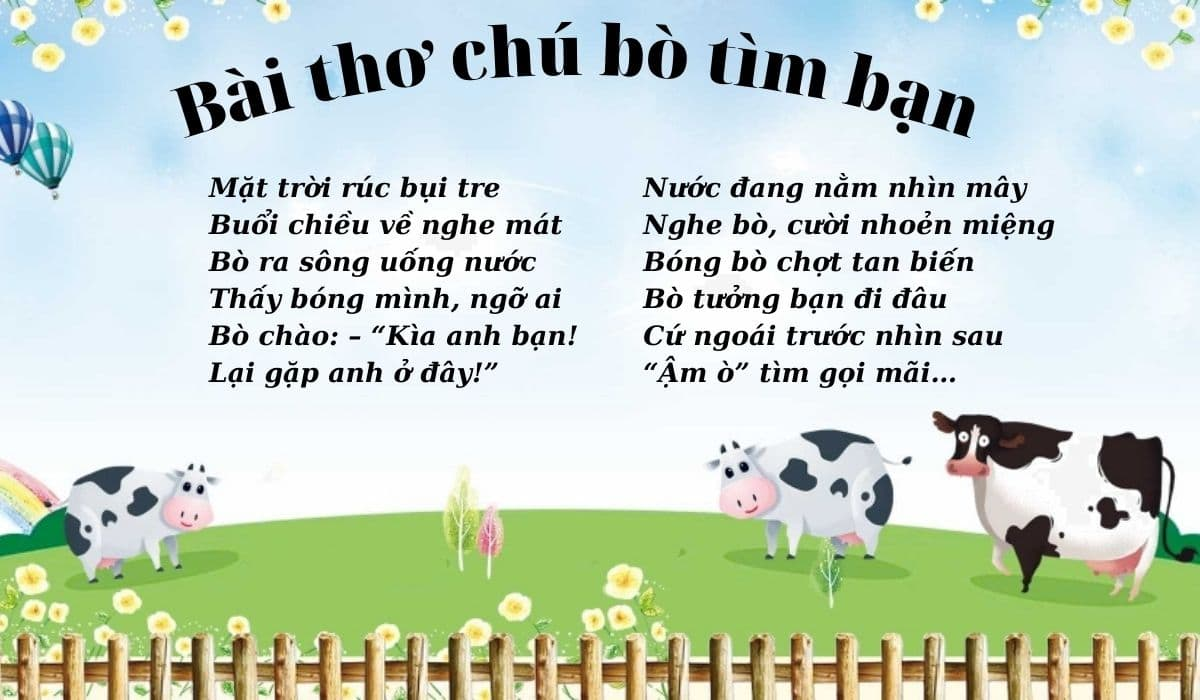 Bài thơ chú bò tìm bạn
Mặt trời rúc bụi tre
Buổi chiều về nghe mát
Bò ra sông uống nước
Thấy bóng mình, ngỡ ai
Bò chào: – “Kìa anh bạn!
Lại gặp anh ở đây!”
Nước đang nằm nhìn mây
Nghe bò, cười nhoẻn miệng
Bóng bò chợt tan biến
Bò tưởng bạn đi đâu
Cứ ngoái trước nhìn sau
“Ậm ò” tìm gọi mãi…